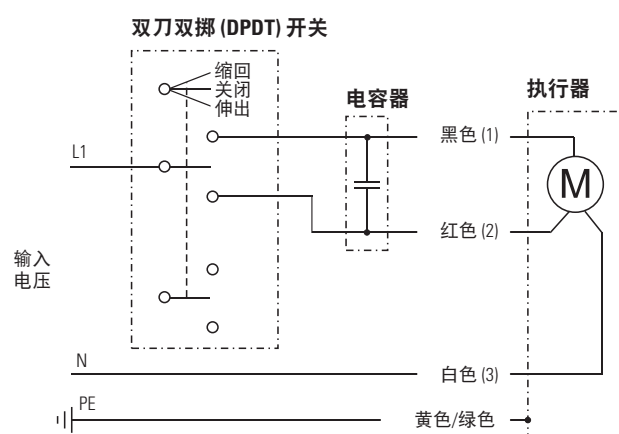 双刀双掷 (DPDT) 开关
缩回
关闭
伸出
电容器
执行器
黑色 (1)
L1
M
红色 (2)
输入
电压
N
白色 (3)
PE
黄色/绿色